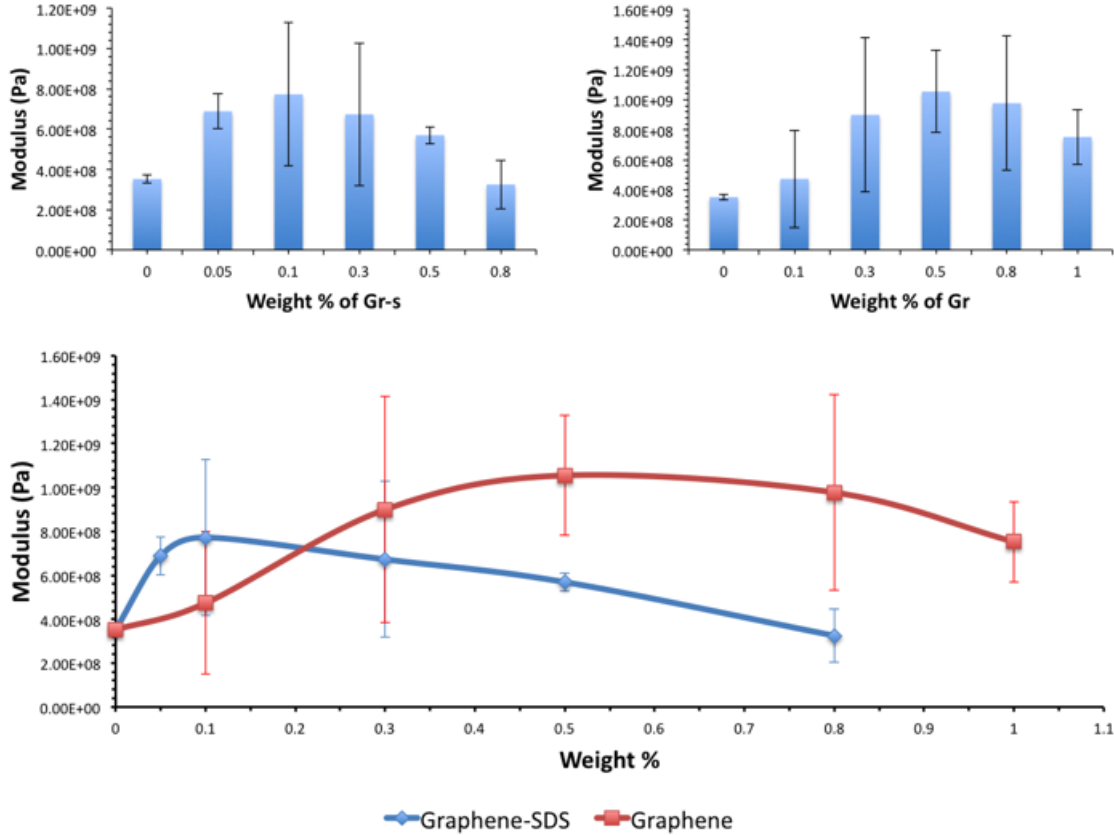 Modulus (Pa)
1.20E+09
1.00E+09
8.00E+08
6.00E+08
4.00E+08
2.00E+08
0.00E+00
0 0.05 0.1 0.3 0.5 0.8
Weight % of Gr-s
Modulus (Pa)
1.60E+09
1.40E+09
1.20E+09
1.00E+09
8.00E+08
6.00E+08
4.00E+08
2.00E+08
0.00E+00
0 0.1 0.3 0.5 0.8 1
Weight % of Gr
Modulus (Pa)
1.60E+09
1.40E+09
1.20E+09
1.00E+09
8.00E+08
6.00E+08
4.00E+08
2.00E+08
0.00E+00
0 0.1 0.2 0.3 0.4 0.5 0.6 0.7 0.8 0.9 1 1.1
Weight %
Graphene-SDS Graphene